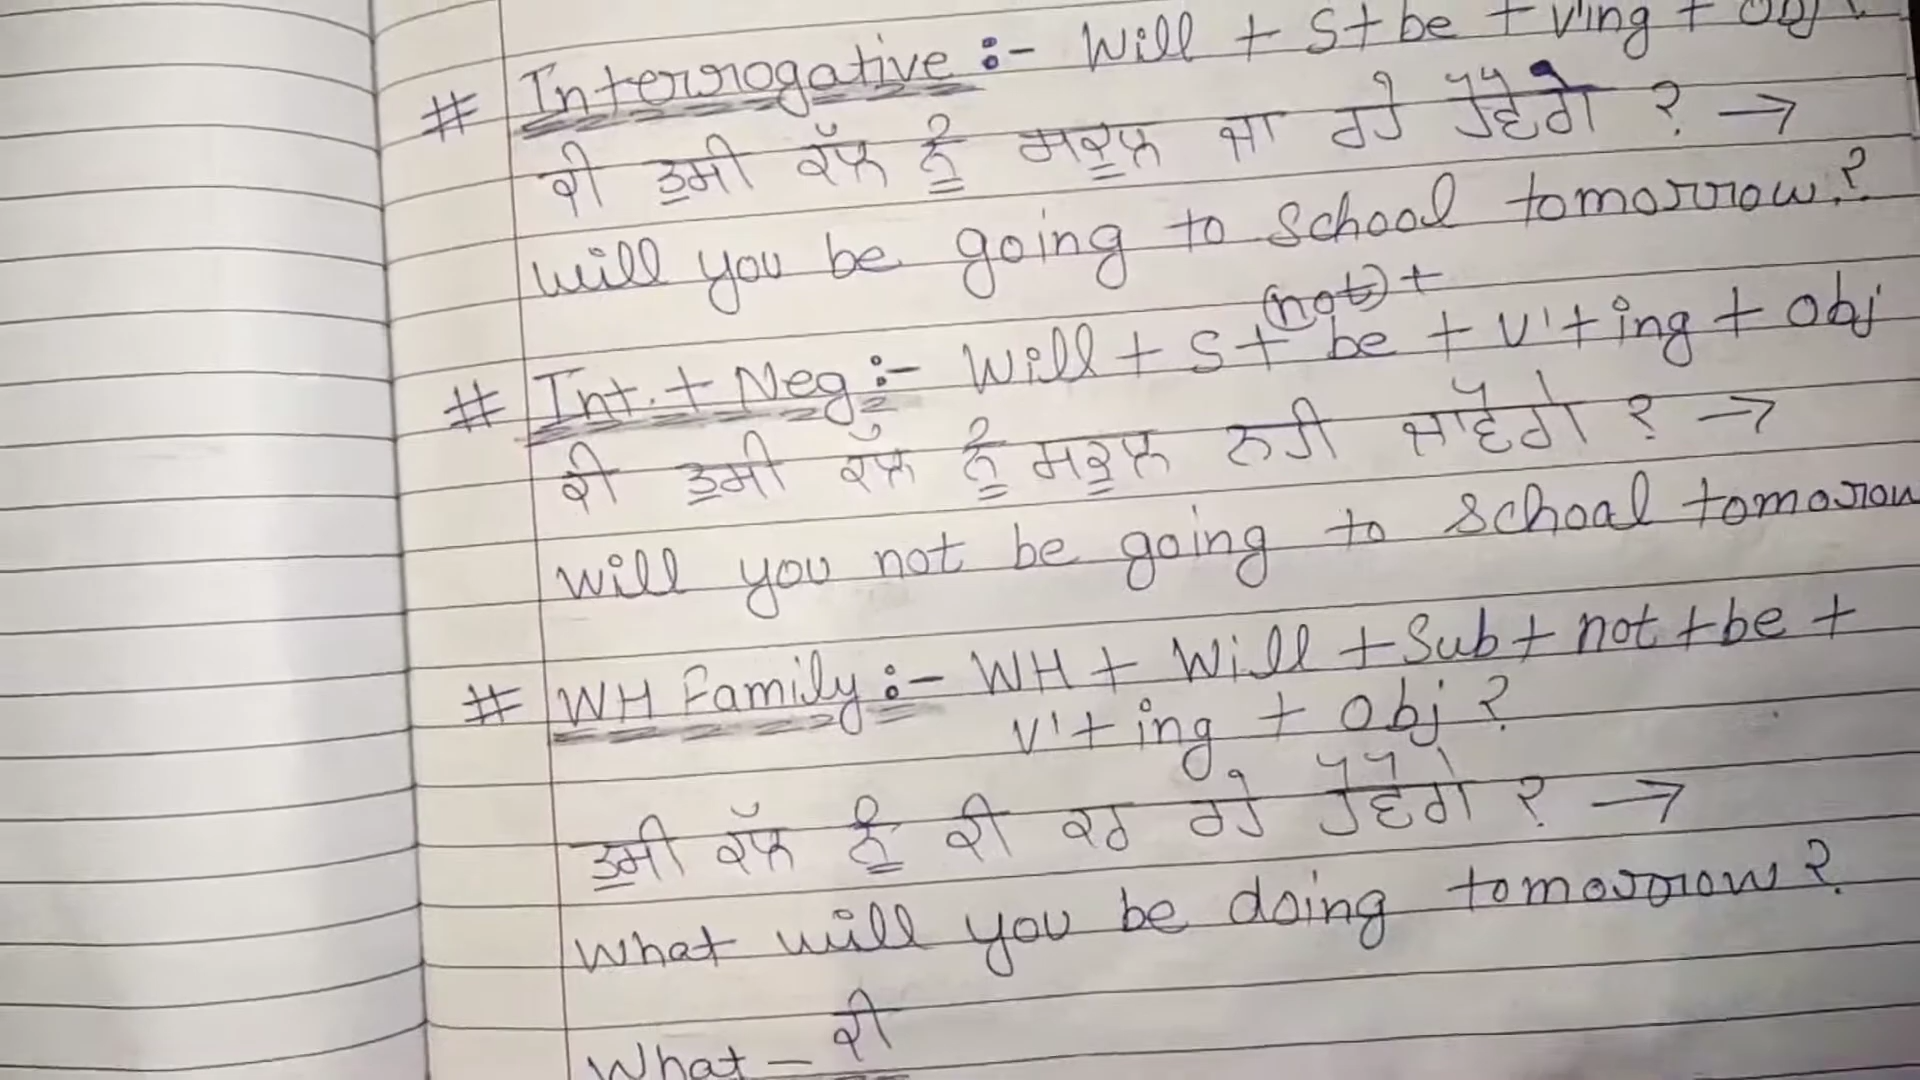 # Interrogative :- Will + S + be + V'ing + Obj.
ਕੀ ਤੁਸੀ ਕੱਲ ਨੂੰ ਸਕੂਲ ਜਾ ਰਹੇ ਹੋਵੋਗੇ ? →
will you be going to school tomorrow?
(not) +
# Int. + Neg :- Will + S + be + V' + ing + Obj
ਕੀ ਤੁਸੀ ਕੱਲ ਨੂੰ ਸਕੂਲ ਨਹੀ ਜਾਵੋਗੇ ? →
will you not be going to school tomorrow
# WH Family :- WH + Will + Sub + not + be +
V' + ing + Obj ?
ਤੁਸੀ ਕੱਲ ਨੂੰ ਕੀ ਕਰ ਰਹੇ ਹੋਵੋਗੇ ? →
What will you be doing tomorrow ?
What – ਕੀ